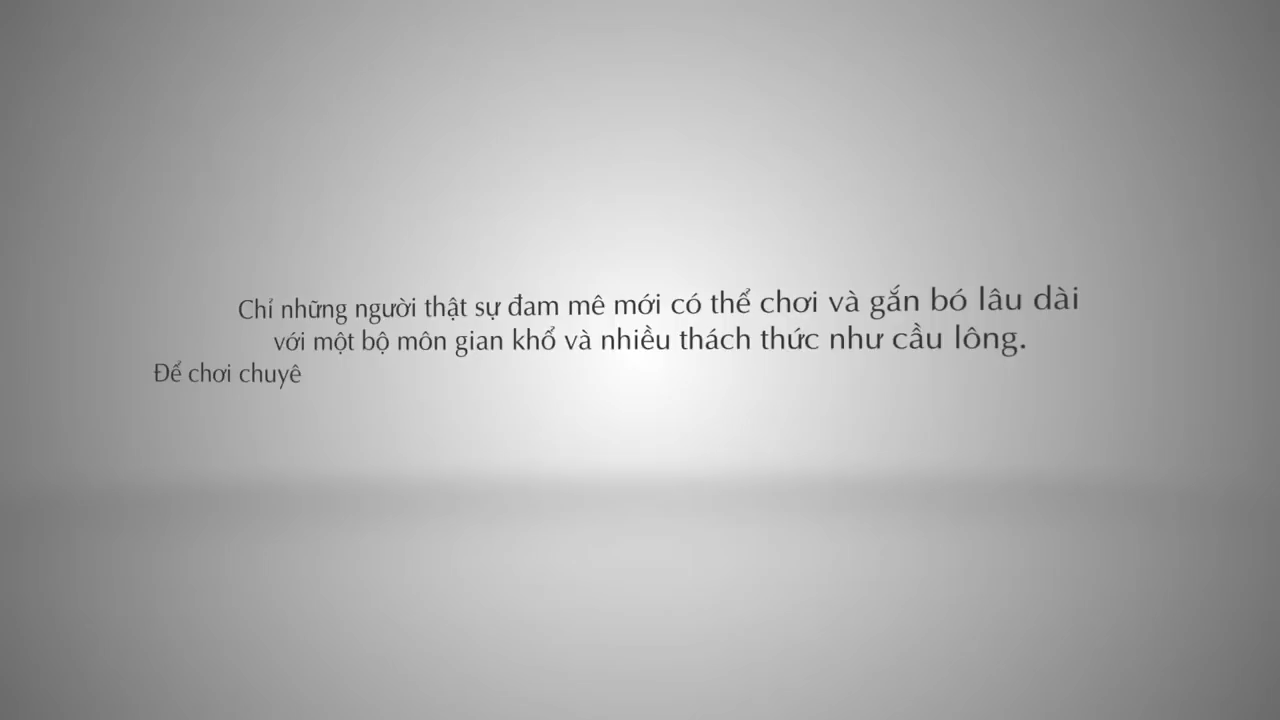 Chỉ những người thật sự đam mê mới có thể chơi và gắn bó lâu dài
với một bộ môn gian khổ và nhiều thách thức như cầu lông.
Để chơi chuyê